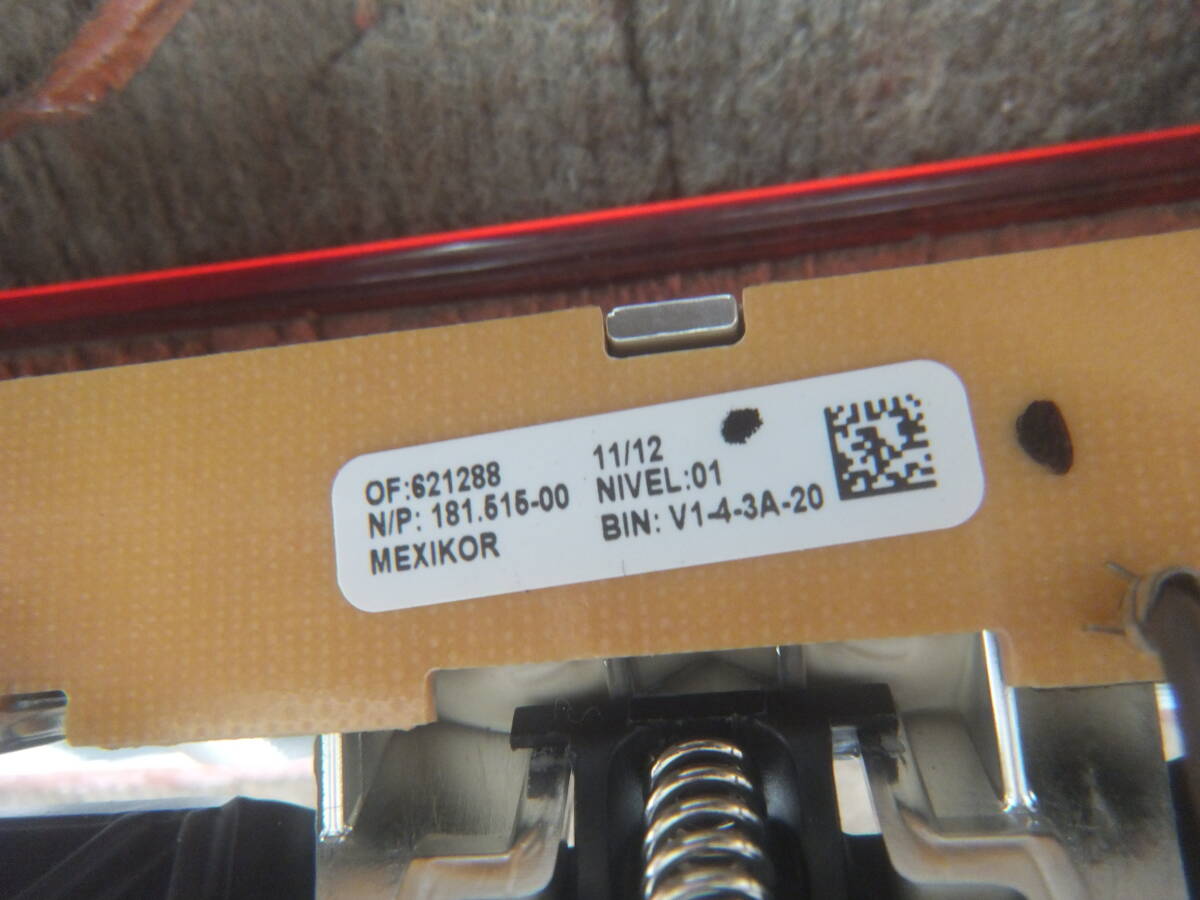 OF:621288
N/P: 181.515-00
MEXIKOR
11/12
NIVEL:01
BIN: V1-4-3A-20